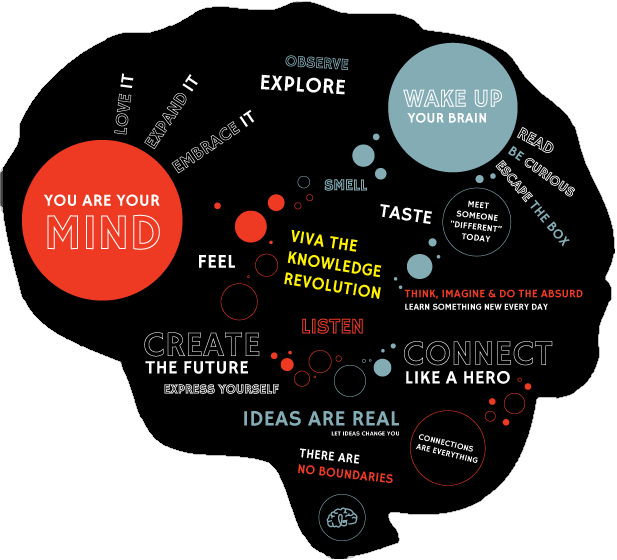 OBSERVE
EXPLORE
LOVE IT
EXPAND IT
EMBRACE IT
WAKE UP
YOUR BRAIN
READ
BE CURIOUS
ESCAPE THE BOX
YOU ARE YOUR
MIND
SMELL
TASTE
MEET
SOMEONE
"DIFFERENT"
TODAY
FEEL
VIVA THE
KNOWLEDGE
REVOLUTION
THINK, IMAGINE & DO THE ABSURD
LEARN SOMETHING NEW EVERY DAY
LISTEN
CREATE
THE FUTURE
EXPRESS YOURSELF
CONNECT
LIKE A HERO
IDEAS ARE REAL
LET IDEAS CHANGE YOU
CONNECTIONS
ARE EVERYTHING
THERE ARE
NO BOUNDARIES